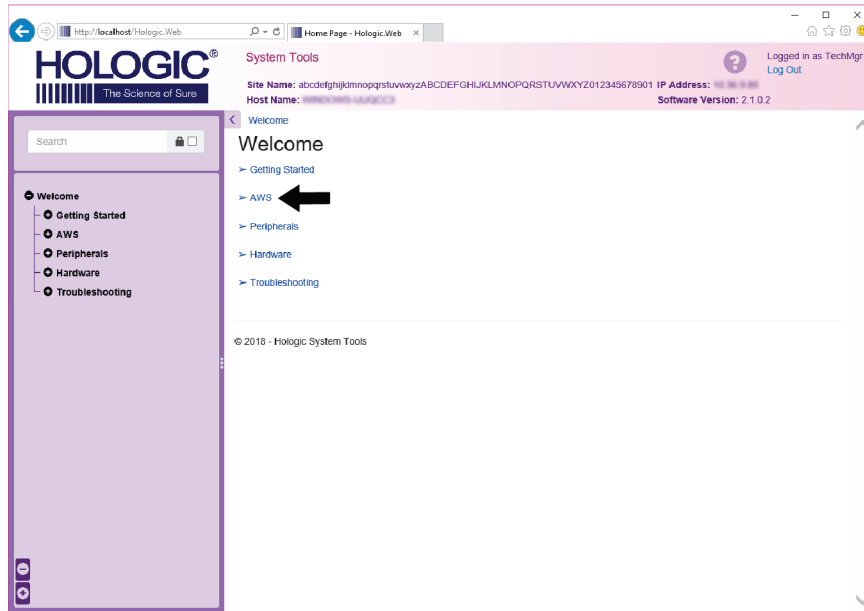 http://localhost/Hologic.Web
Home Page - Hologic.Web
HOLOGIC®
The Science of Sure
System Tools
Logged in as TechMgr
Log Out
Site Name: abcdefghijklmnopqrstuvwxyzABCDEFGHIJKLMNOPQRSTUVWXYZ012345678901 IP Address:
Host Name:
Software Version: 2.1.0.2
Search
Welcome
Getting Started
AWS
Peripherals
Hardware
Troubleshooting
Welcome
Welcome
➢ Getting Started
➢ AWS
➢ Peripherals
➢ Hardware
➢ Troubleshooting
© 2018 - Hologic System Tools